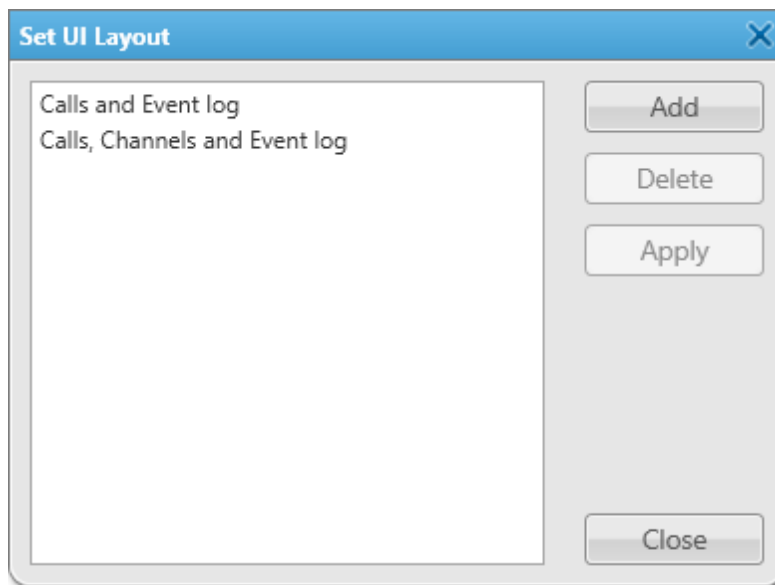 Set UI Layout
Calls and Event log
Calls, Channels and Event log
Add
Delete
Apply
Close